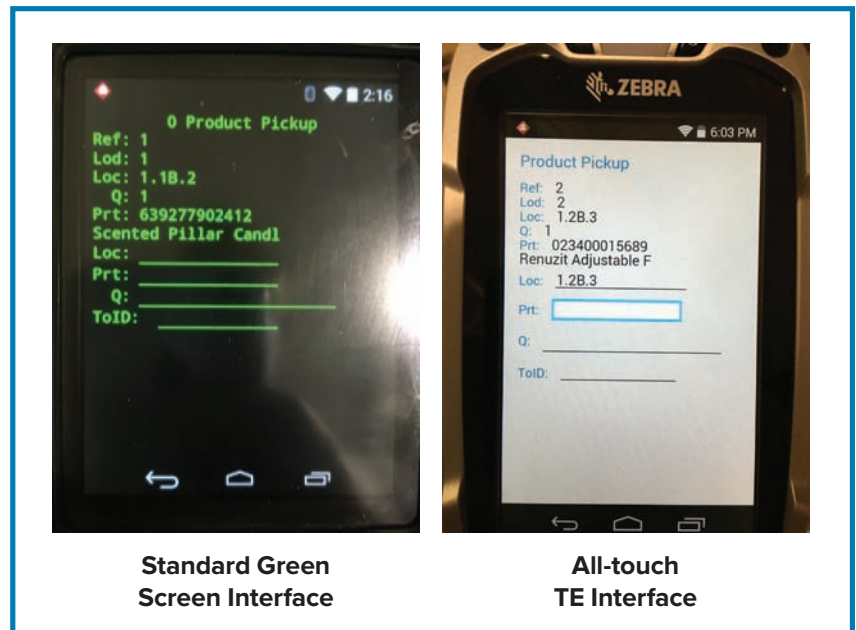 2:16
0 Product Pickup
Ref: 1
Lod: 1
Loc: 1.1B.2
Q: 1
Prt: 639277902412
Scented Pillar Candl
Loc:
Prt:
Q:
ToID:
Standard Green
Screen Interface
ZEBRA
6:03 PM
Product Pickup
Ref: 2
Lod: 2
Loc: 1.2B.3
Q: 1
Prt: 023400015689
Renuzit Adjustable F
Loc: 1.2B.3
Prt:
Q:
ToID:
All-touch
TE Interface